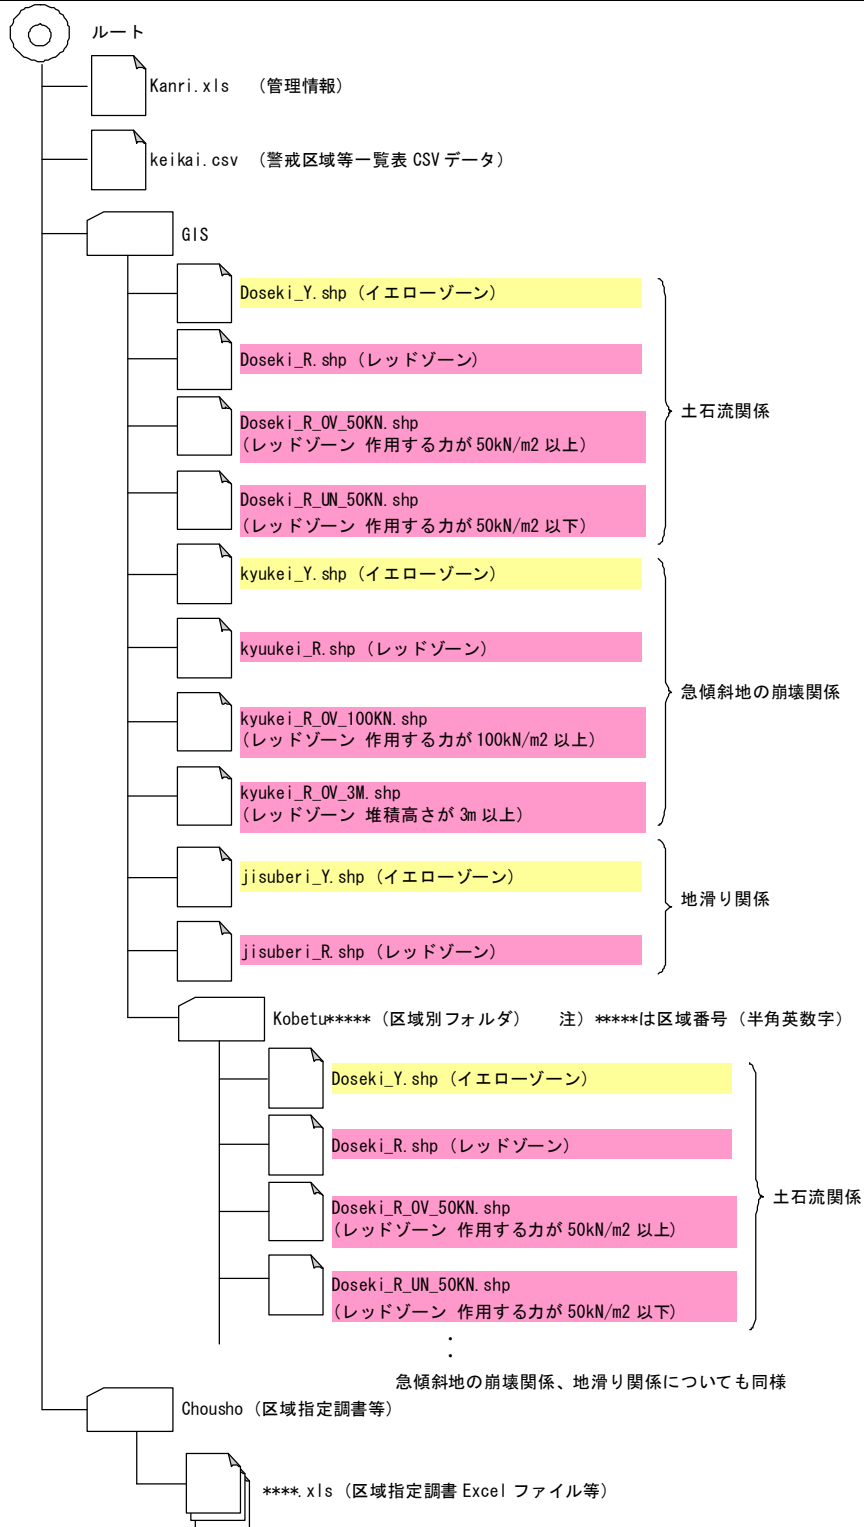 ルート
Kanri.xls （管理情報）
keikai.csv （警戒区域等一覧表 CSV データ）
GIS
Doseki_Y.shp（イエローゾーン）
Doseki_R.shp（レッドゾーン）
Doseki_R_OV_50KN.shp
（レッドゾーン 作用する力が 50kN/m2 以上）
土石流関係
Doseki_R_UN_50KN.shp
（レッドゾーン 作用する力が 50kN/m2 以下）
kyukei_Y.shp（イエローゾーン）
kyuukei_R.shp（レッドゾーン）
急傾斜地の崩壊関係
kyukei_R_OV_100KN.shp
（レッドゾーン 作用する力が 100kN/m2 以上）
kyukei_R_OV_3M.shp
（レッドゾーン 堆積高さが 3m 以上）
jisuberi_Y.shp（イエローゾーン）
地滑り関係
jisuberi_R.shp（レッドゾーン）
Kobetu*****（区域別フォルダ） 注）*****は区域番号（半角英数字）
Doseki_Y.shp（イエローゾーン）
Doseki_R.shp（レッドゾーン）
土石流関係
Doseki_R_OV_50KN.shp
（レッドゾーン 作用する力が 50kN/m2 以上）
Doseki_R_UN_50KN.shp
（レッドゾーン 作用する力が 50kN/m2 以下）
：
急傾斜地の崩壊関係、地滑り関係についても同様
Chousho（区域指定調書等）
****.xls（区域指定調書 Excel ファイル等）